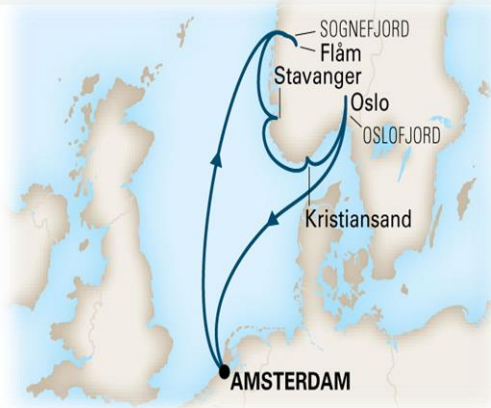 SOGNEFJORD
Flåm
Stavanger
Oslo
OSLOFJORD
Kristiansand
AMSTERDAM